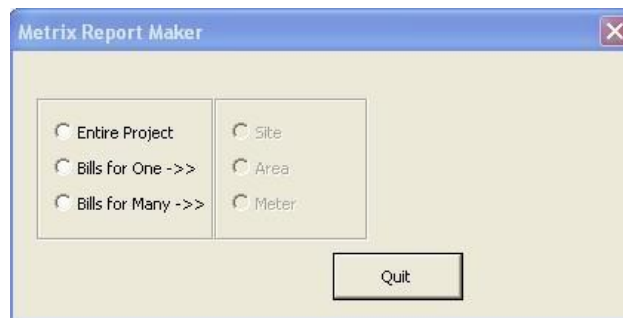 Metrix Report Maker
Entire Project
Bills for One ->>
Bills for Many ->>
Site
Area
Meter
Quit